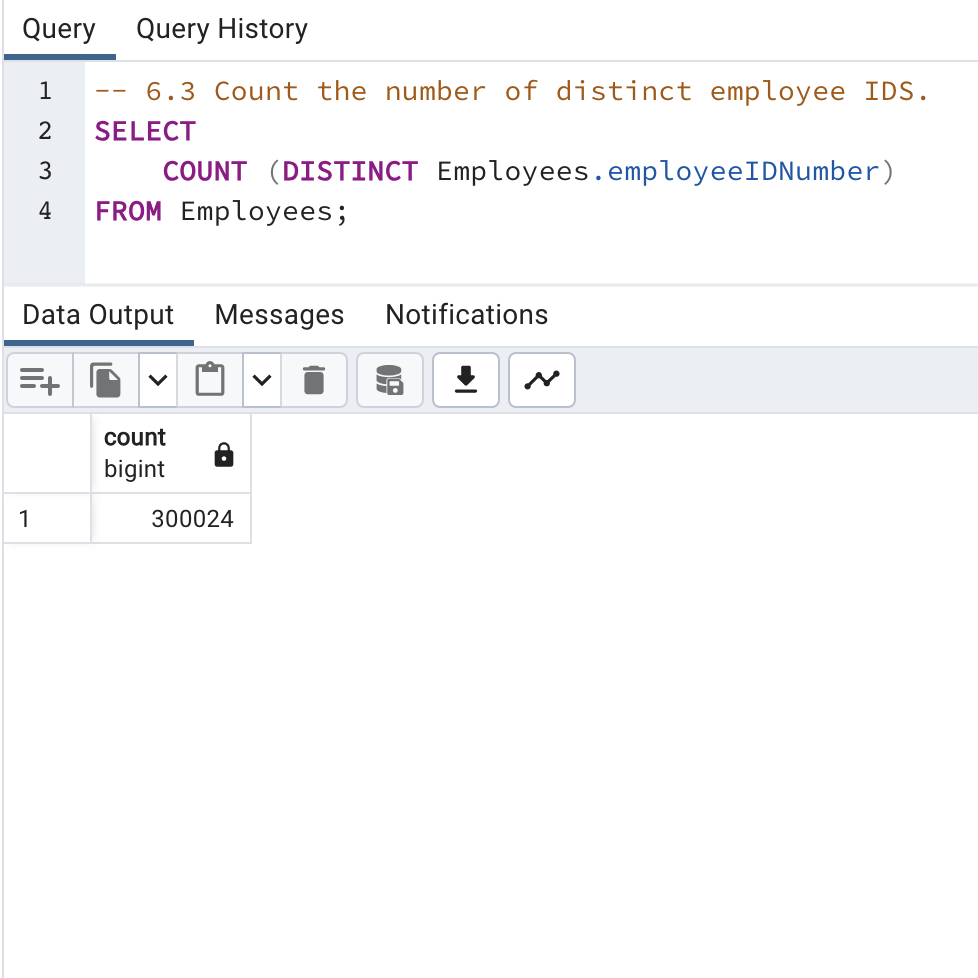 Query Query History
1 -- 6.3 Count the number of distinct employee IDS.
2 SELECT
3 COUNT (DISTINCT Employees.employeeIDNumber)
4 FROM Employees;
Data Output Messages Notifications
count
bigint
1 300024